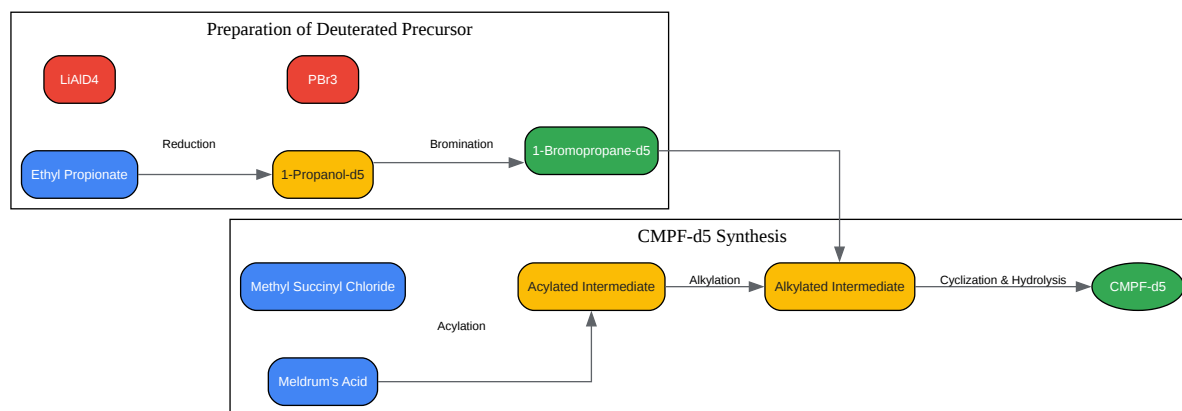 Preparation of Deuterated Precursor
LiAlD4
PBr3
Reduction
Bromination
1-Bromopropane-d5
Ethyl Propionate
1-Propanol-d5
CMPF-d5 Synthesis
Methyl Succinyl Chloride
Acylated Intermediate
Alkylation
Alkylated Intermediate
Cyclization & Hydrolysis
CMPF-d5
Acylation
Meldrum's Acid